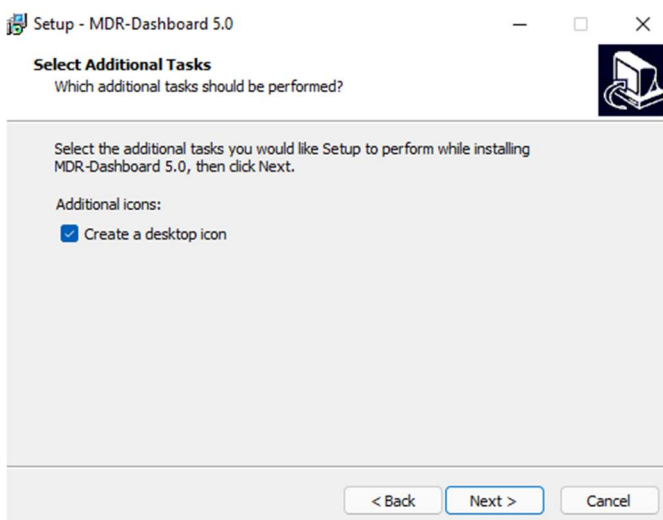 Setup - MDR-Dashboard 5.0
Select Additional Tasks
Which additional tasks should be performed?
Select the additional tasks you would like Setup to perform while installing
MDR-Dashboard 5.0, then click Next.
Additional icons:
Create a desktop icon
< Back Next > Cancel